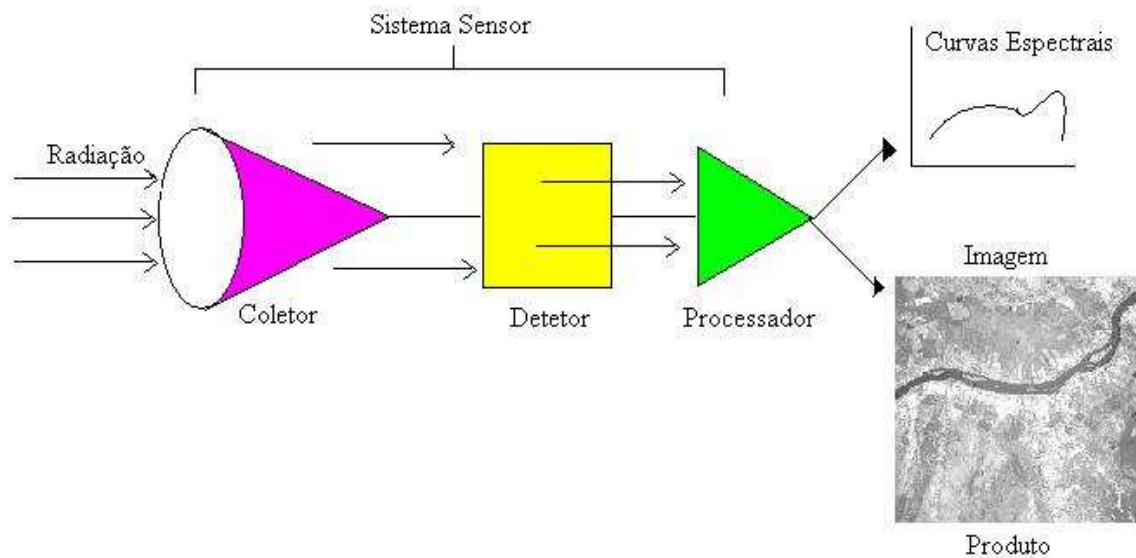 Sistema Sensor
Curvas Espectrais
Radiação
Coletor
Detetor
Processador
Imagem
Produto